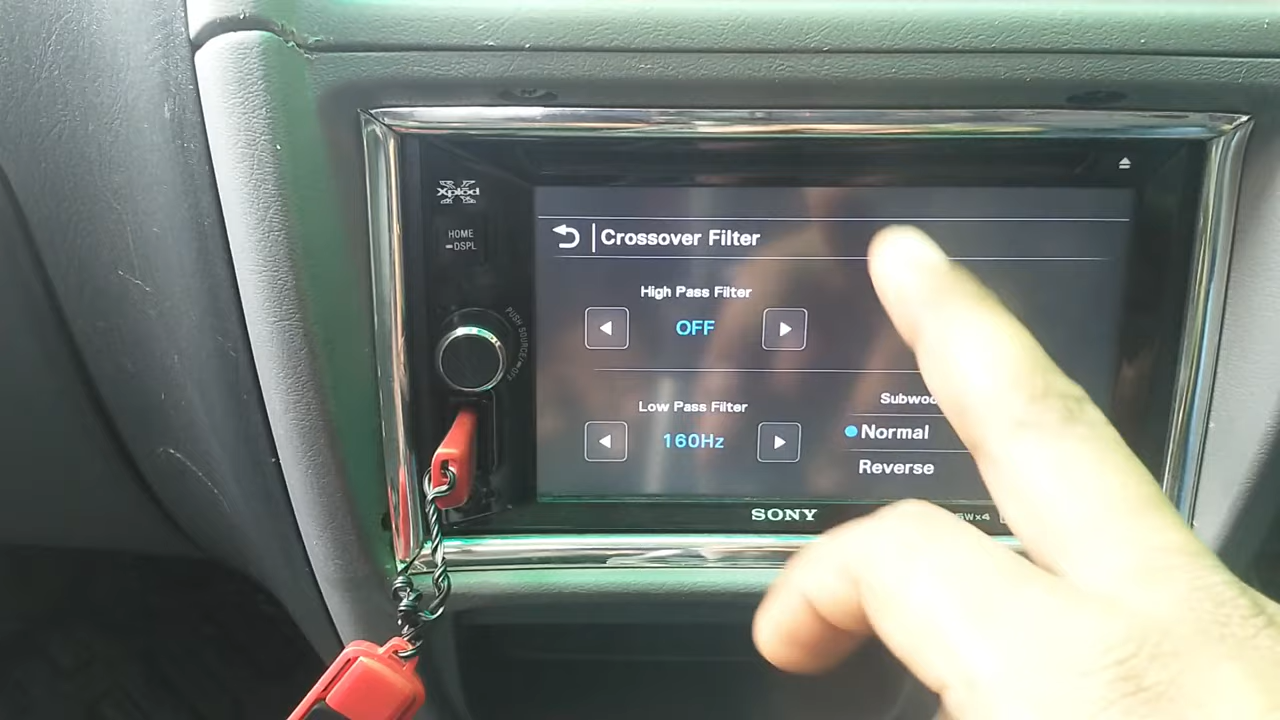 Xplod
HOME
DSPL
PUSH SOURCE/OFF
Crossover Filter
High Pass Filter
OFF
Low Pass Filter
160Hz
Normal
Reverse
SONY